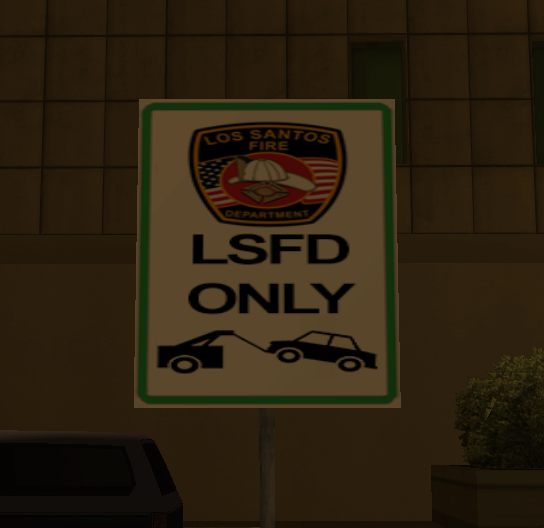 LOS SANTOS
FIRE
DEPARTMENT
LSFD
ONLY